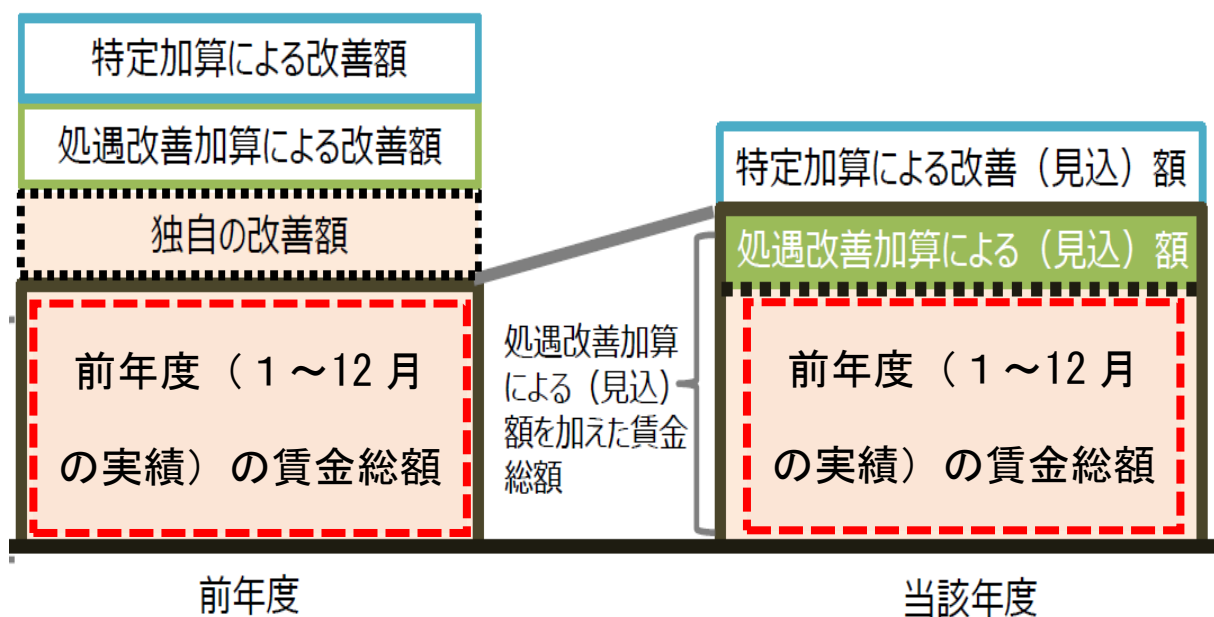 特定加算による改善額
処遇改善加算による改善額
独自の改善額
前年度（１～12月
の実績）の賃金総額
前年度
処遇改善加算
による（見込）
額を加えた賃金
総額
特定加算による改善（見込）額
処遇改善加算による（見込）額
前年度（１～12月
の実績）の賃金総額
当該年度